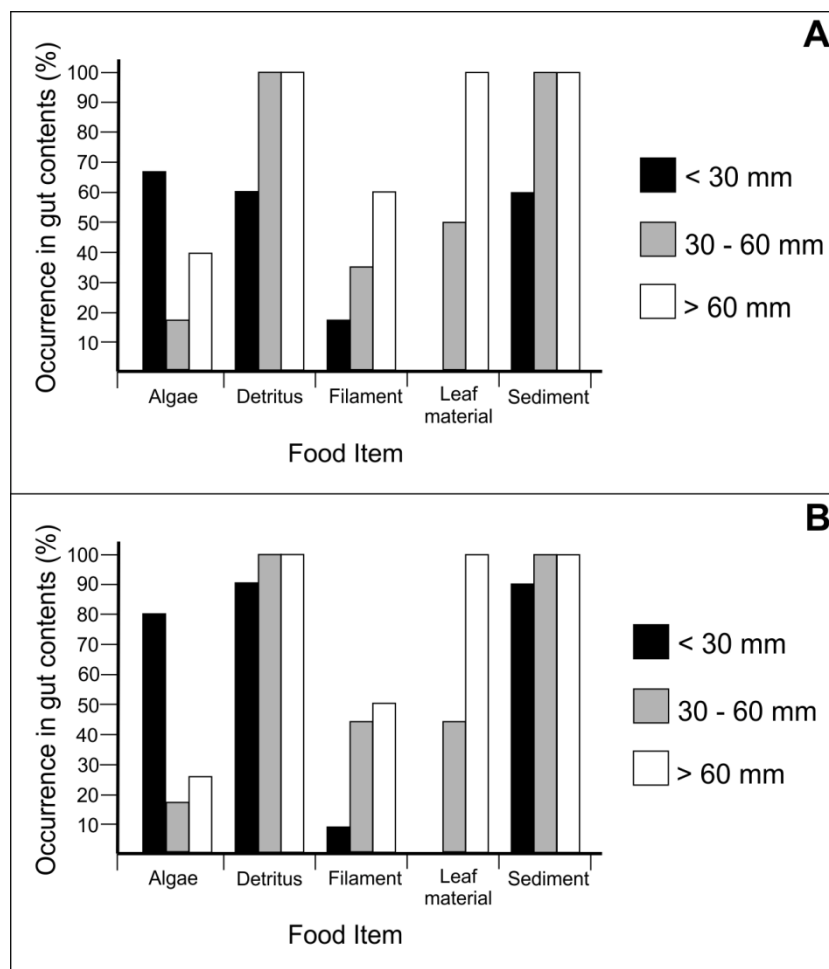 A
Occurrence in gut contents (%)
100
90
80
70
60
50
40
30
20
10
Algae
Detritus
Filament
Leaf
material
Sediment
Food Item
< 30 mm
30 - 60 mm
> 60 mm
B
Occurrence in gut contents (%)
100
90
80
70
60
50
40
30
20
10
Algae
Detritus
Filament
Leaf
material
Sediment
Food Item
< 30 mm
30 - 60 mm
> 60 mm